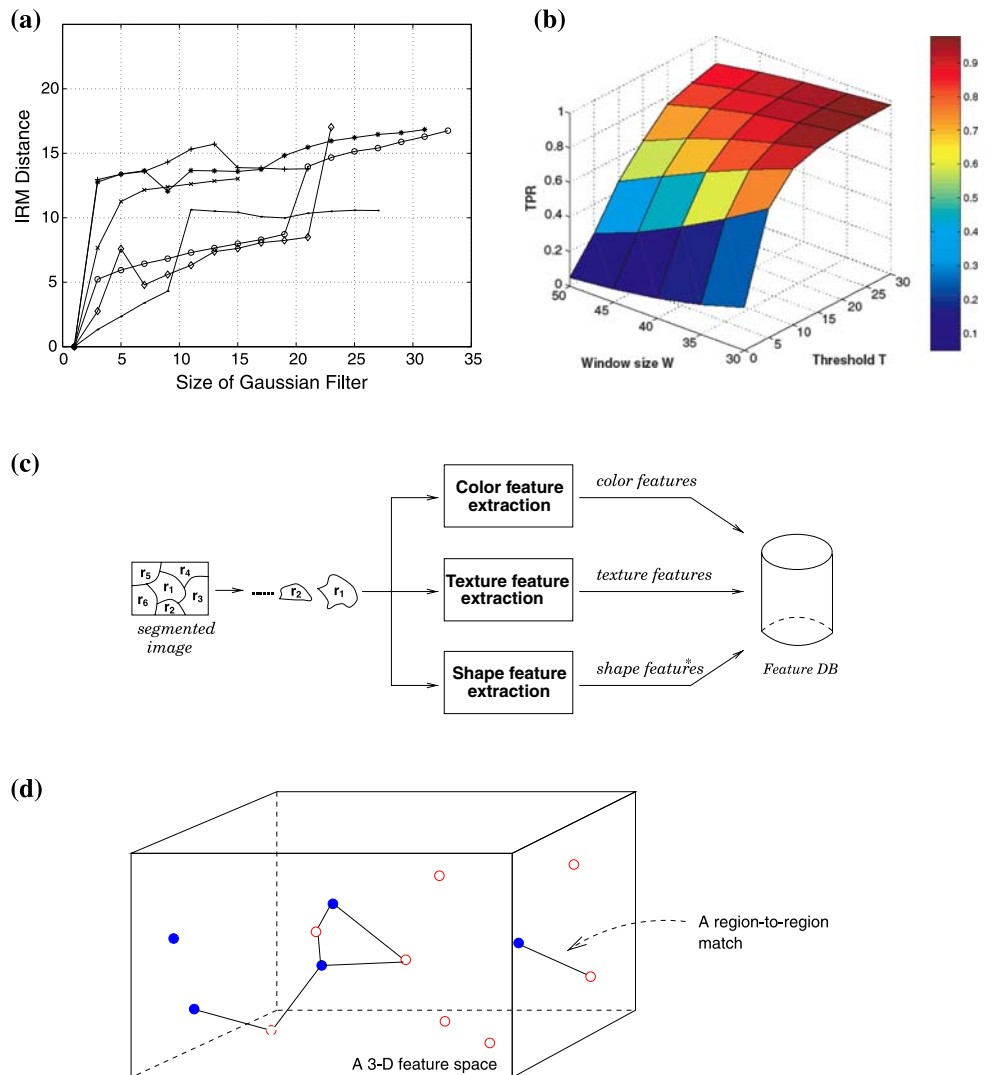 (a)
IRM Distance
20
15
10
5
0
0 5 10 15 20 25 30 35
Size of Gaussian Filter
(b)
TPR
1
0.8
0.6
0.4
0.2
0
50 45 40 35 30
Window size W
0 5 10 15 20 25 30
Threshold T
0.9
0.8
0.7
0.6
0.5
0.4
0.3
0.2
0.1
(c)
r5 r4
r1
r6 r3
r2
segmented
image
r2
r1
Color feature
extraction
color features
Texture feature
extraction
texture features
Shape feature
extraction
shape features*
Feature DB
(d)
A region-to-region
match
A 3-D feature space